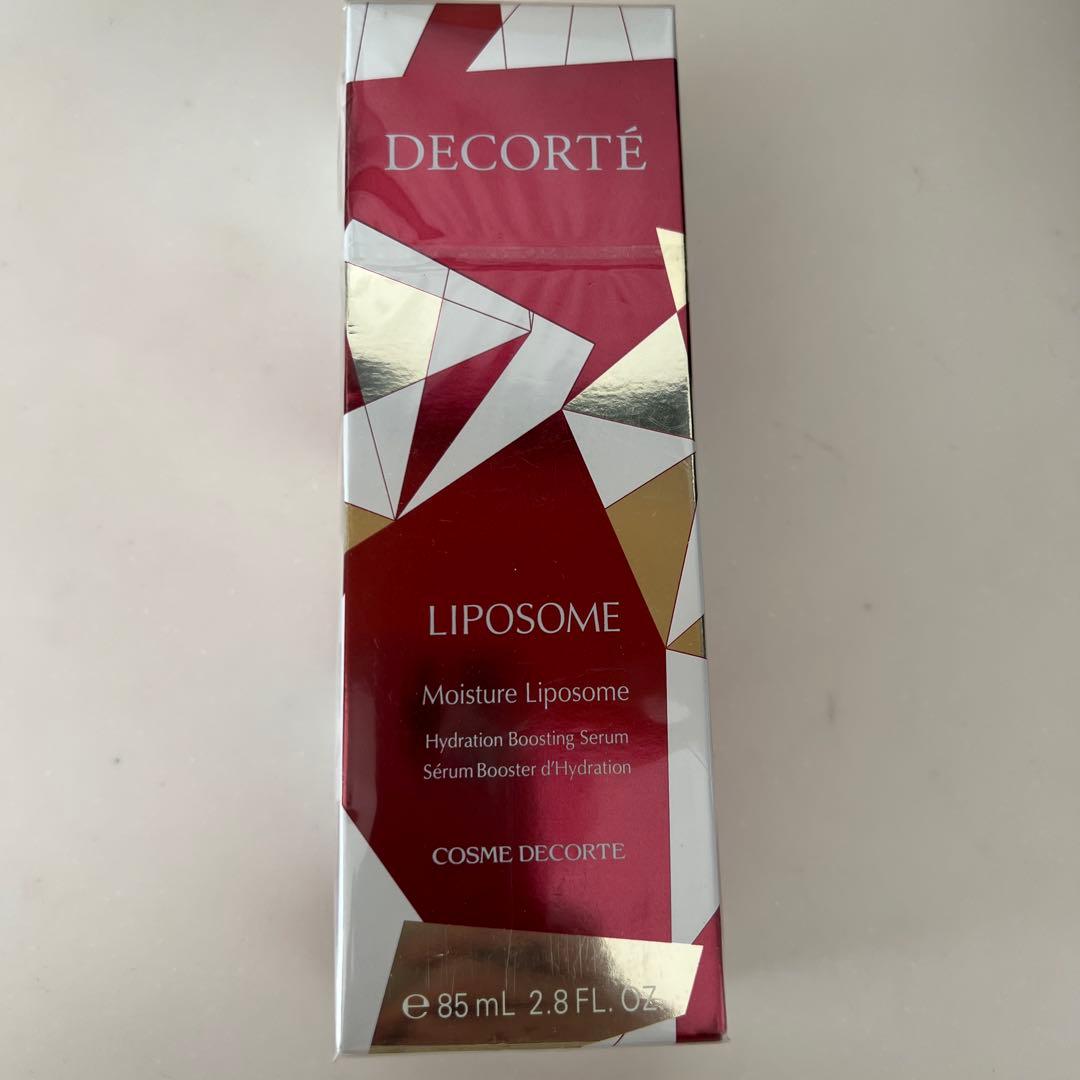 DECORTÉ
LIPOSOME
Moisture Liposome
Hydration Boosting Serum
Sérum Booster d'Hydration
COSME DECORTE
℮ 85 mL 2.8 FL. OZ.